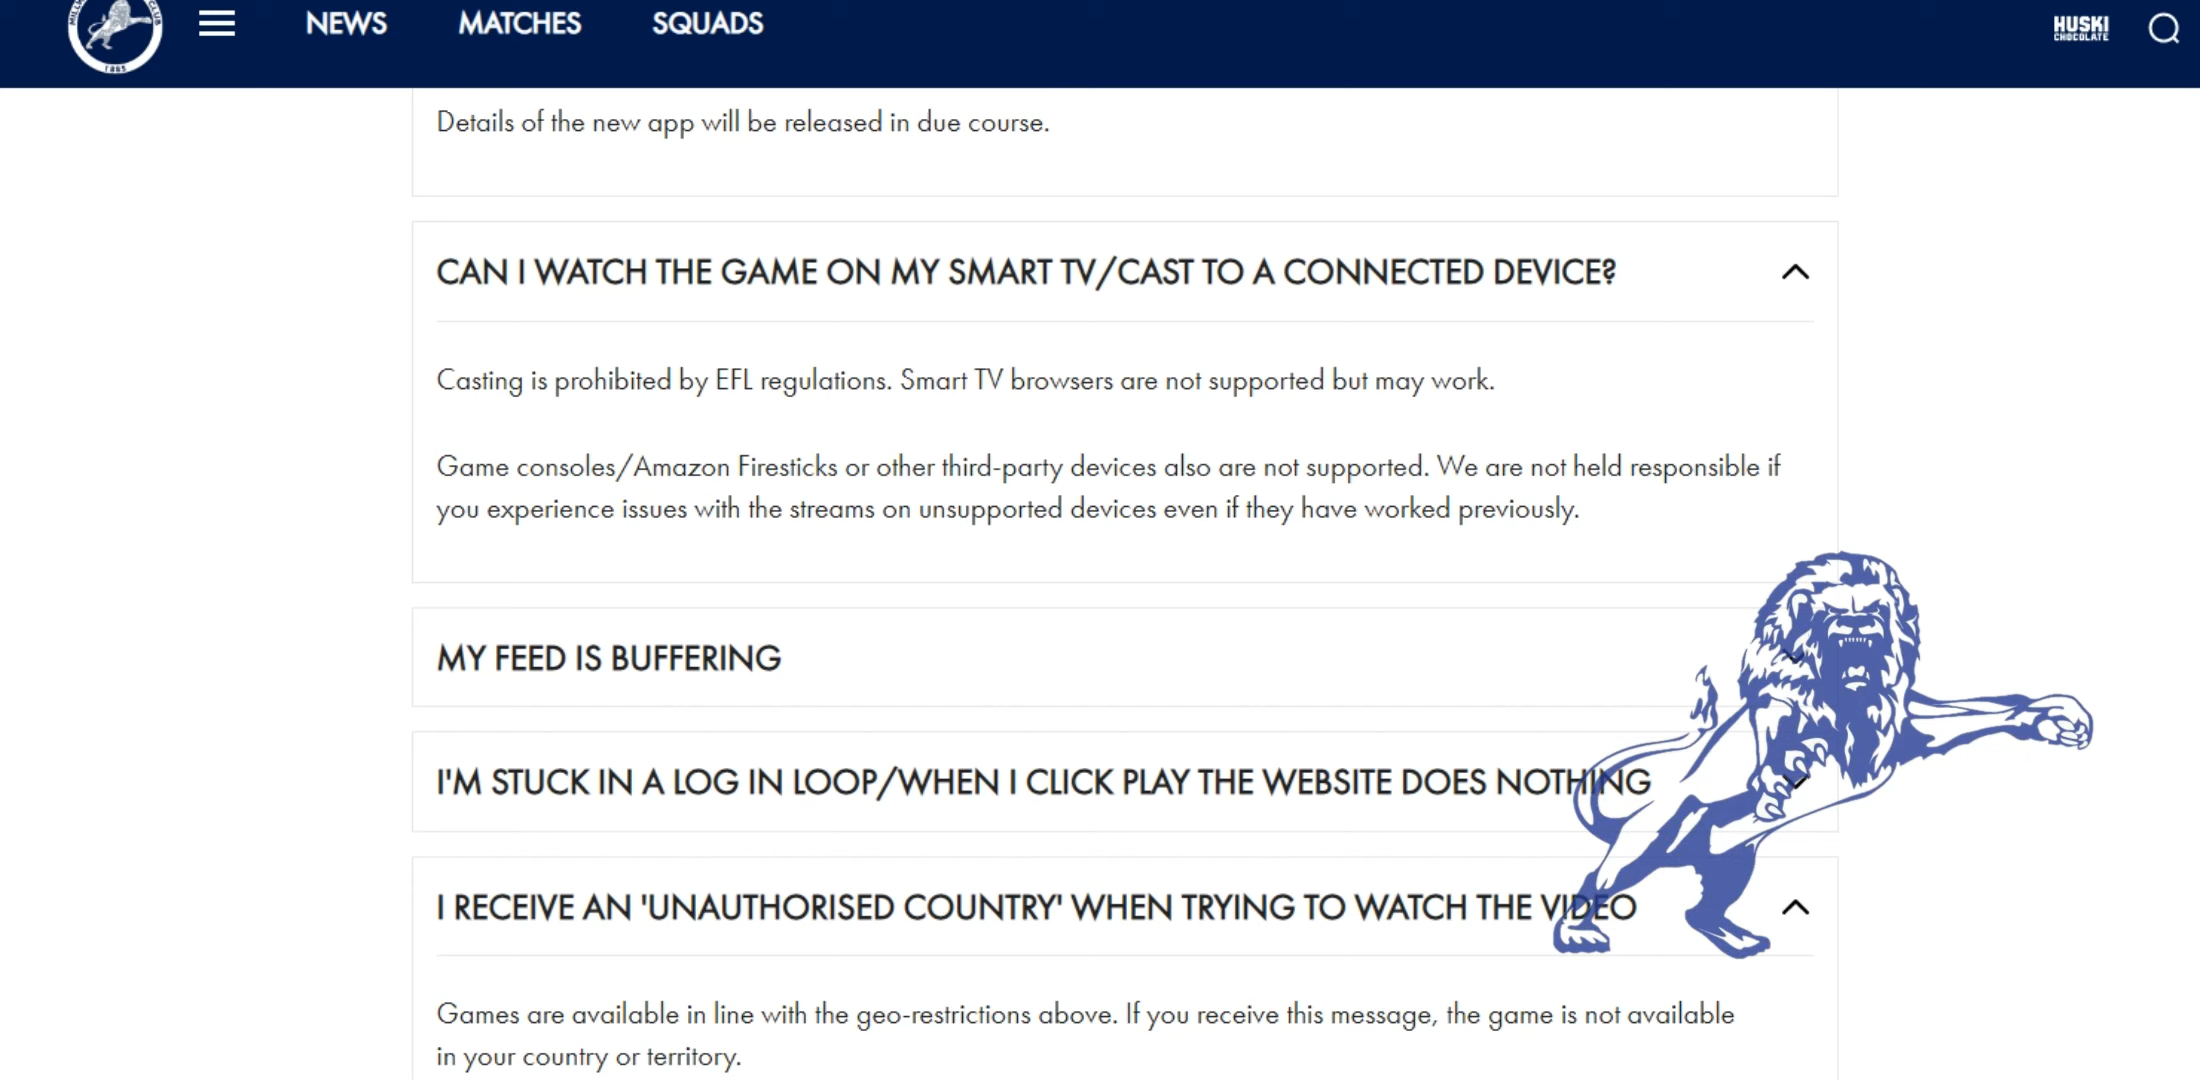 NEWS MATCHES SQUADS
HUSKI
CHOCOLATE
1885
Details of the new app will be released in due course.
CAN I WATCH THE GAME ON MY SMART TV/CAST TO A CONNECTED DEVICE?
Casting is prohibited by EFL regulations. Smart TV browsers are not supported but may work.
Game consoles/Amazon Firesticks or other third-party devices also are not supported. We are not held responsible if
you experience issues with the streams on unsupported devices even if they have worked previously.
MY FEED IS BUFFERING
I'M STUCK IN A LOG IN LOOP/WHEN I CLICK PLAY THE WEBSITE DOES NOTHING
I RECEIVE AN 'UNAUTHORISED COUNTRY' WHEN TRYING TO WATCH THE VIDEO
Games are available in line with the geo-restrictions above. If you receive this message, the game is not available
in your country or territory.